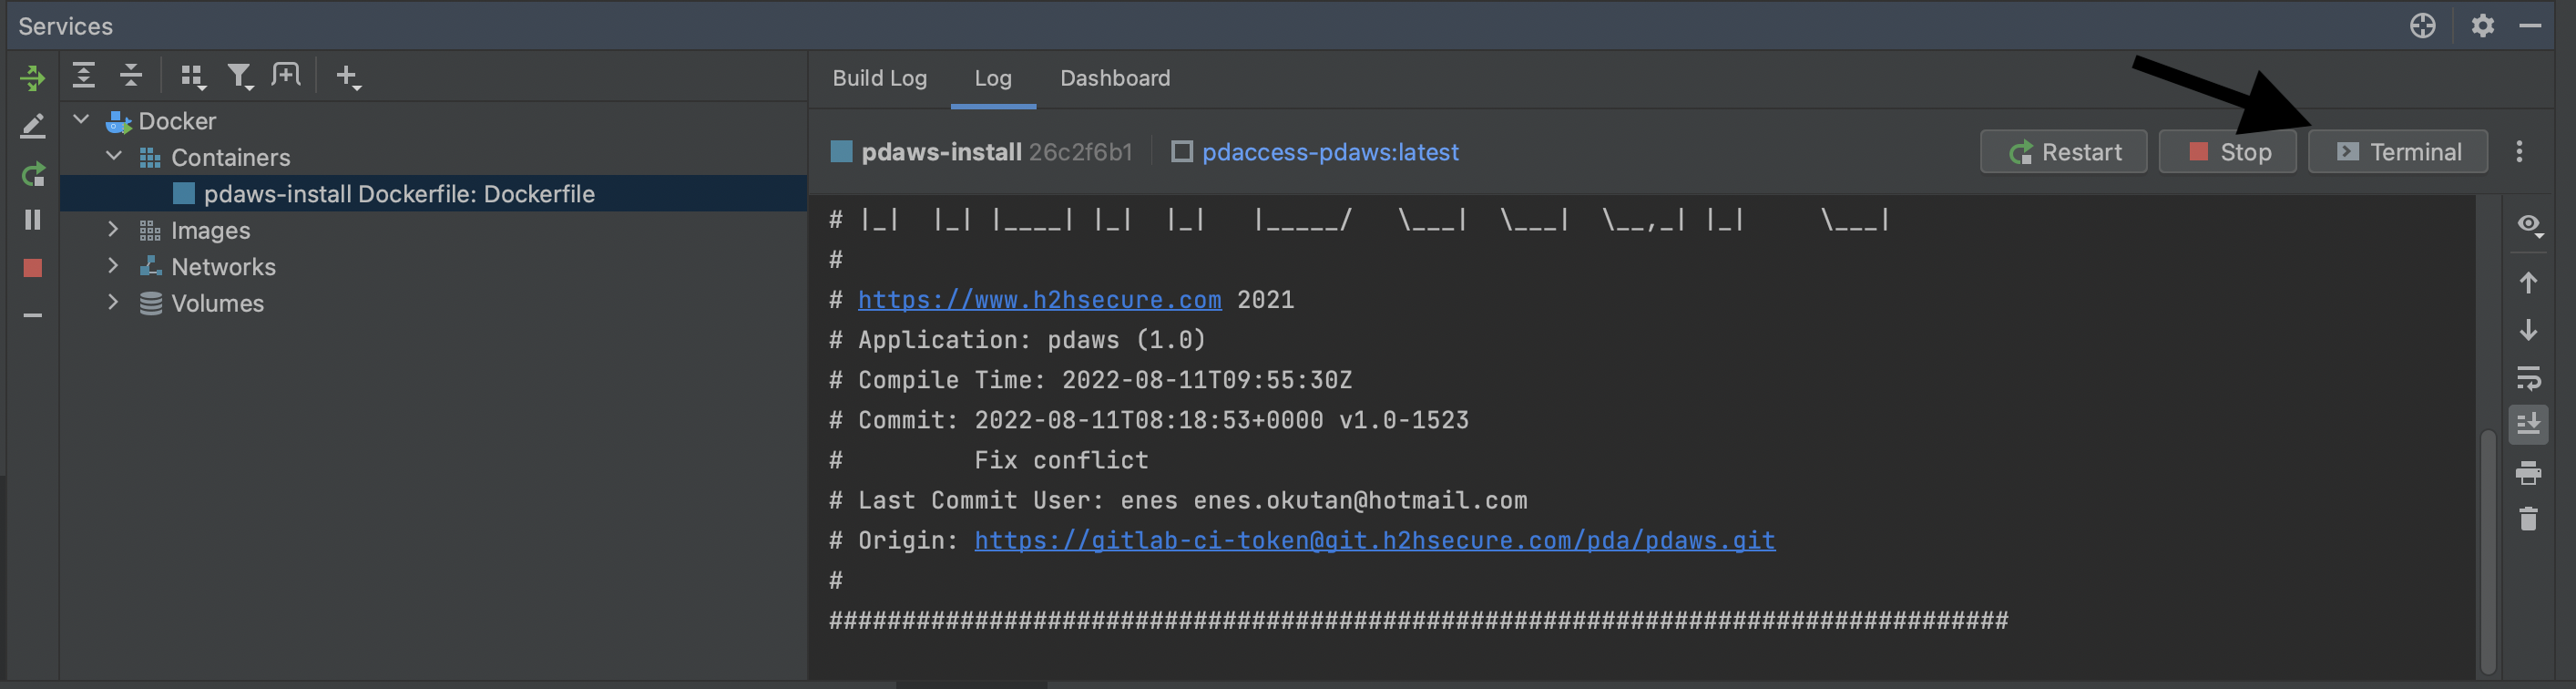 Services
Docker
Containers
pdaws-install Dockerfile: Dockerfile
Images
Networks
Volumes
Build Log Log Dashboard
pdaws-install 26c2f6b1 pdaccess-pdaws:latest Restart Stop Terminal
# |_|  |_| |____| |_|  |_|   |_____/   \___|  \___|  \__,_| |_|     \___|
#
# https://www.h2hsecure.com 2021
# Application: pdaws (1.0)
# Compile Time: 2022-08-11T09:55:30Z
# Commit: 2022-08-11T08:18:53+0000 v1.0-1523
#         Fix conflict
# Last Commit User: enes enes.okutan@hotmail.com
# Origin: https://gitlab-ci-token@git.h2hsecure.com/pda/pdaws.git
#
#################################################################################